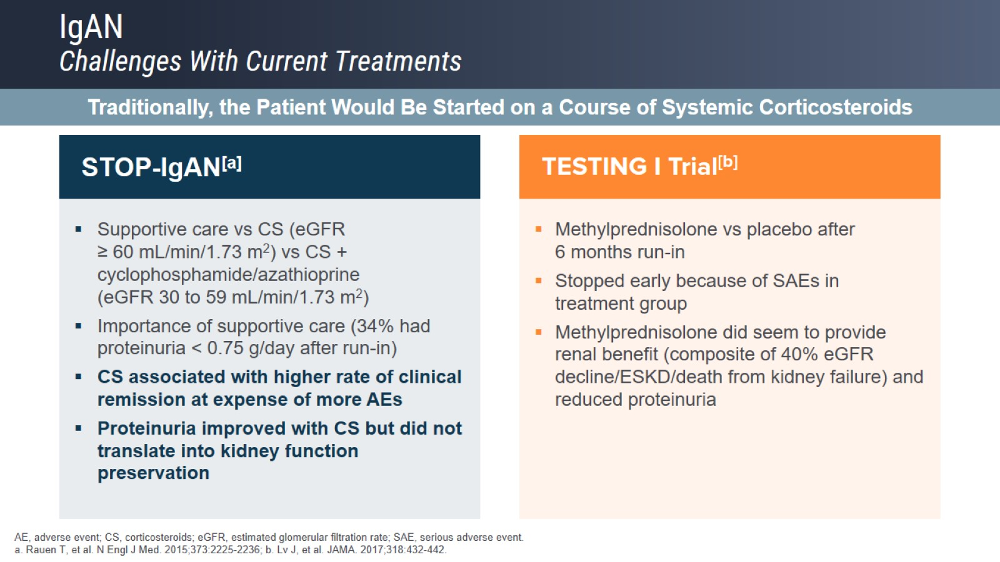 IgAN
Challenges With Current Treatments
Traditionally, the Patient Would Be Started on a Course of Systemic Corticosteroids
STOP-IgAN[a]
▪ Supportive care vs CS (eGFR
≥ 60 mL/min/1.73 m²) vs CS +
cyclophosphamide/azathioprine
(eGFR 30 to 59 mL/min/1.73 m²)
▪ Importance of supportive care (34% had
proteinuria < 0.75 g/day after run-in)
▪ CS associated with higher rate of clinical
remission at expense of more AEs
▪ Proteinuria improved with CS but did not
translate into kidney function
preservation
TESTING I Trial[b]
▪ Methylprednisolone vs placebo after
6 months run-in
▪ Stopped early because of SAEs in
treatment group
▪ Methylprednisolone did seem to provide
renal benefit (composite of 40% eGFR
decline/ESKD/death from kidney failure) and
reduced proteinuria
AE, adverse event; CS, corticosteroids; eGFR, estimated glomerular filtration rate; SAE, serious adverse event.
a. Rauen T, et al. N Engl J Med. 2015;373:2225-2236; b. Lv J, et al. JAMA. 2017;318:432-442.